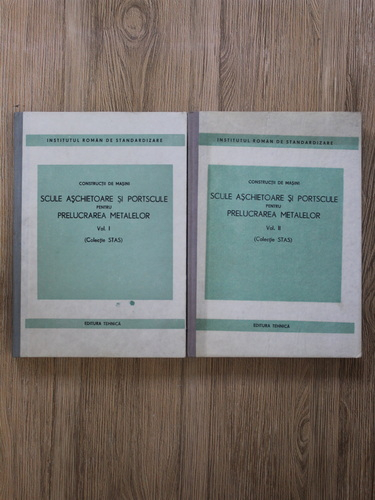 INSTITUTUL ROMÂN DE STANDARDIZARE
CONSTRUCȚII DE MAȘINI
SCULE AȘCHIETOARE ȘI PORTSCULE
PENTRU
PRELUCRAREA METALELOR
Vol. I
(Colecție STAS)
EDITURA TEHNICĂ
INSTITUTUL ROMÂN DE STANDARDIZARE
CONSTRUCȚII DE MAȘINI
SCULE AȘCHIETOARE ȘI PORTSCULE
PENTRU
PRELUCRAREA METALELOR
Vol. II
(Colecție STAS)
EDITURA TEHNICĂ